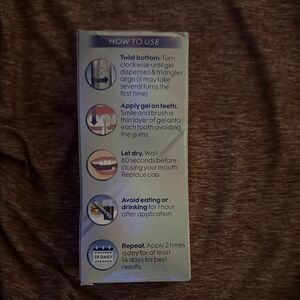 HOW TO USE
Twist bottom. Turn
clockwise until gel
dispenses & triangles
align (it may take
several turns the
first time).
Apply gel on teeth.
Smile and brush a
thin layer of gel onto
each tooth avoiding
the gums.
Let dry. Wait
60 seconds before
closing your mouth.
Replace cap.
Avoid eating or
drinking for 1 hour
after application.
2X DAILY
Repeat. Apply 2 times
a day for at least
14 days for best
results.